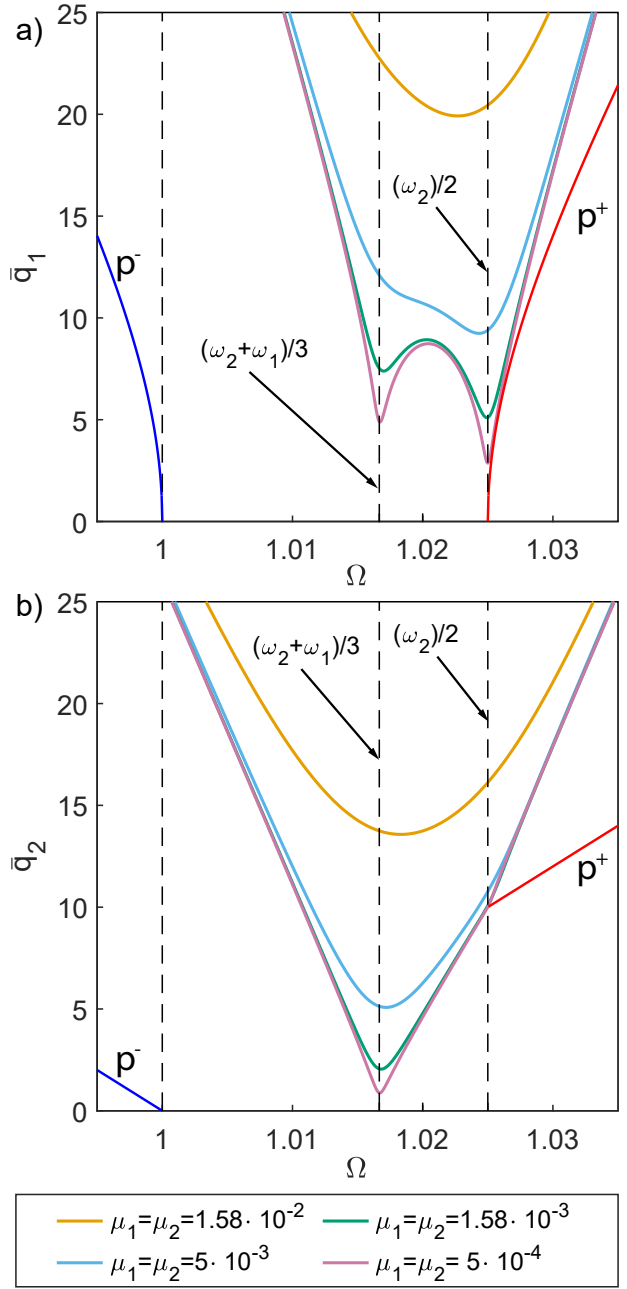 a)
25
20
15
10
5
0
q̄₁
p⁻
(ω₂)/2
p⁺
(ω₂+ω₁)/3
1 1.01 1.02 1.03
Ω
b)
25
20
15
10
5
0
q̄₂
(ω₂+ω₁)/3 (ω₂)/2
p⁺
p⁻
1 1.01 1.02 1.03
Ω
μ₁=μ₂=1.58· 10⁻² μ₁=μ₂=1.58· 10⁻³
μ₁=μ₂=5· 10⁻³ μ₁=μ₂= 5· 10⁻⁴